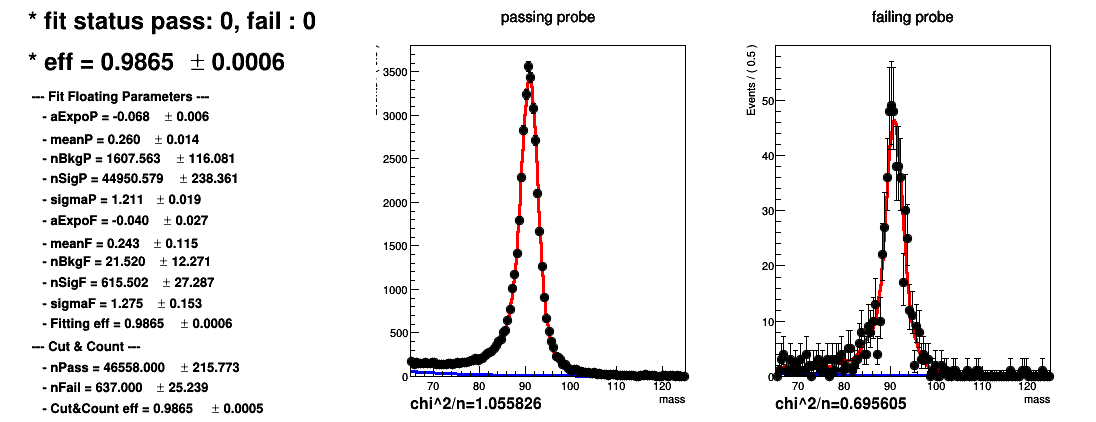 * fit status pass: 0, fail : 0
* eff = 0.9865 ± 0.0006
--- Fit Floating Parameters ---
- aExpoP = -0.068 ± 0.006
- meanP = 0.260 ± 0.014
- nBkgP = 1607.563 ± 116.081
- nSigP = 44950.579 ± 238.361
- sigmaP = 1.211 ± 0.019
- aExpoF = -0.040 ± 0.027
- meanF = 0.243 ± 0.115
- nBkgF = 21.520 ± 12.271
- nSigF = 615.502 ± 27.287
- sigmaF = 1.275 ± 0.153
- Fitting eff = 0.9865 ± 0.0006
--- Cut & Count ---
- nPass = 46558.000 ± 215.773
- nFail = 637.000 ± 25.239
- Cut&Count eff = 0.9865 ± 0.0005
passing probe
3500
3000
2500
2000
1500
1000
500
0
70 80 90 100 110 120
mass
chi^2/n=1.055826
failing probe
Events / ( 0.5 )
50
40
30
20
10
0
70 80 90 100 110 120
mass
chi^2/n=0.695605